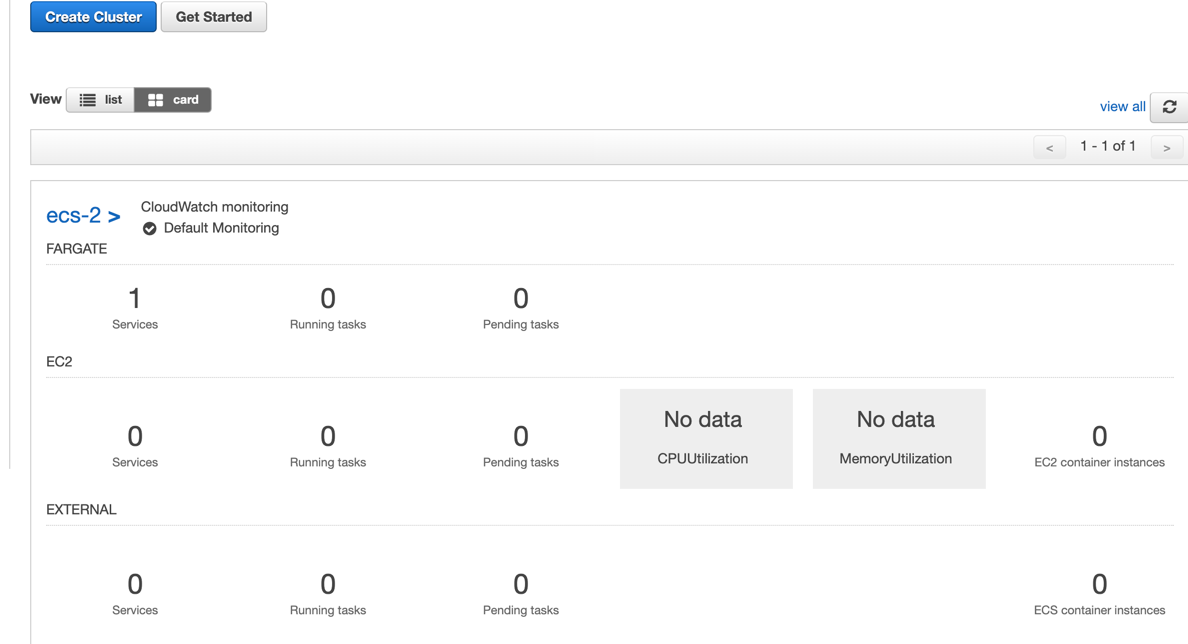 Create Cluster Get Started
View list card
view all
< 1 - 1 of 1 >
ecs-2 > CloudWatch monitoring
Default Monitoring
FARGATE
1 0 0
Services Running tasks Pending tasks
EC2
No data No data
0 0 0 0
CPUUtilization MemoryUtilization
Services Running tasks Pending tasks EC2 container instances
EXTERNAL
0 0 0 0
Services Running tasks Pending tasks ECS container instances